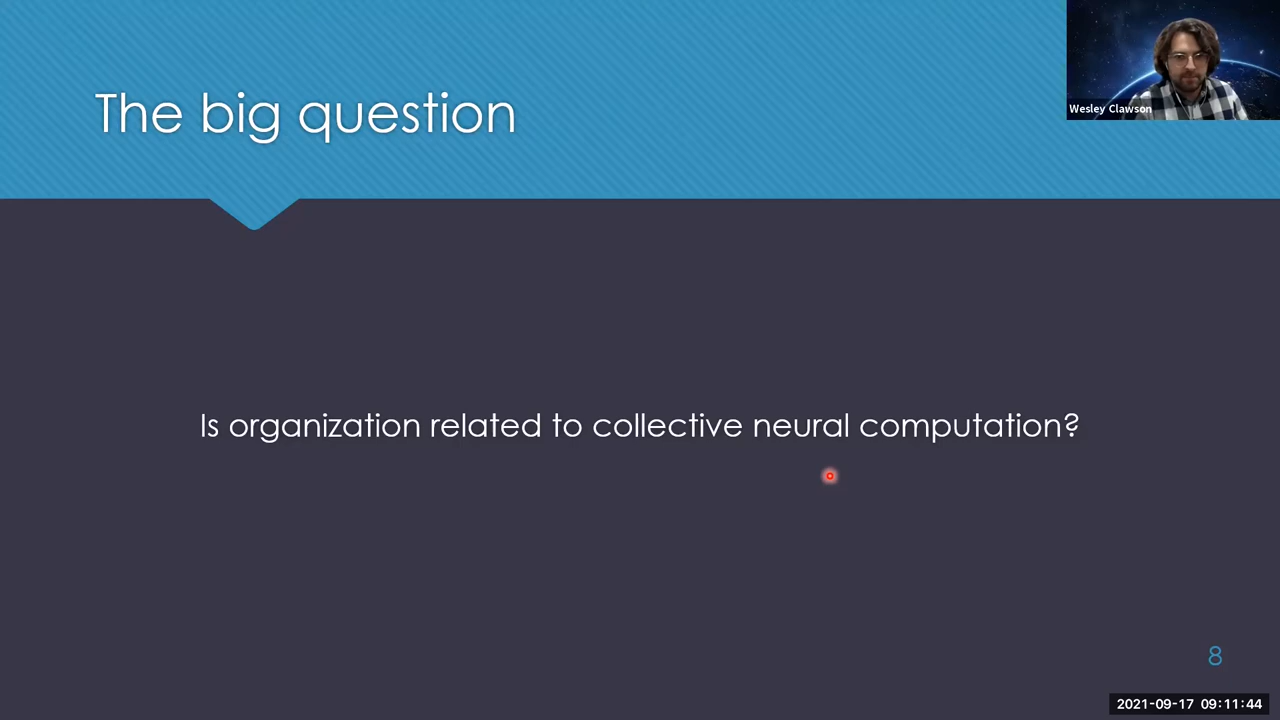 The big question
Wesley Clawson
Is organization related to collective neural computation?
8
2021-09-17 09:11:44